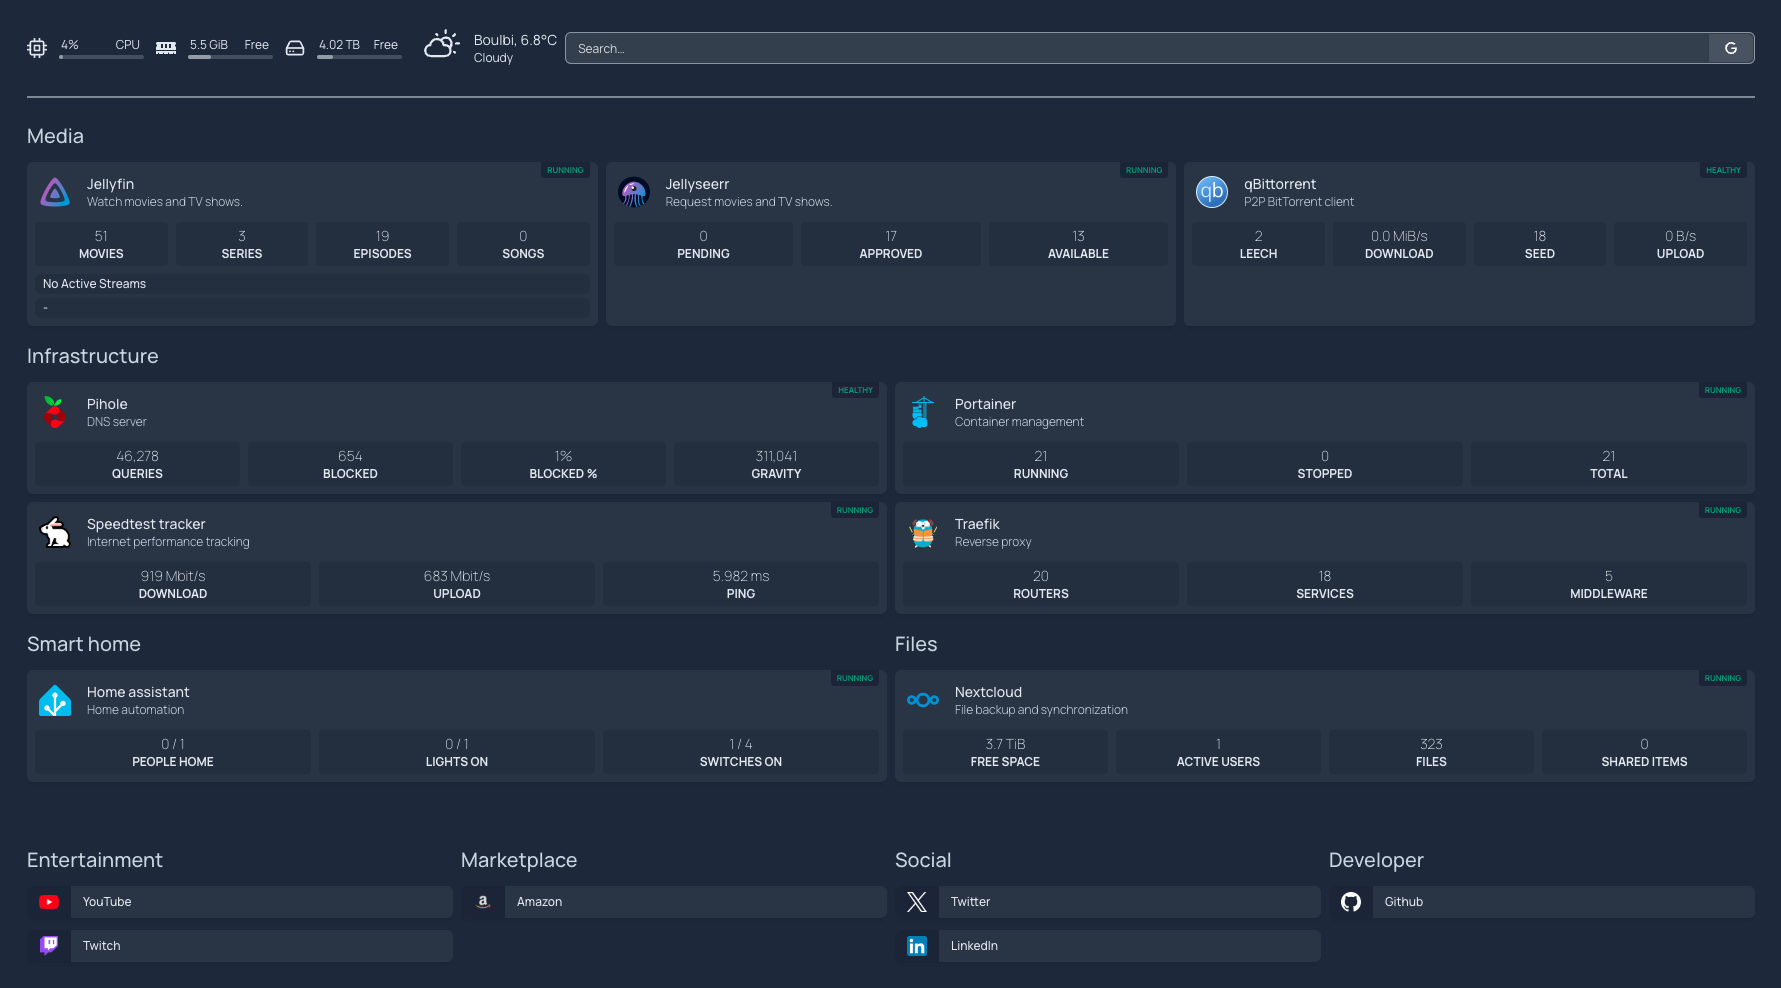 4% CPU
5.5 GiB Free
4.02 TB Free
Boulbi, 6.8°C
Cloudy
Search...
G
Media
RUNNING
Jellyfin
Watch movies and TV shows.
51
MOVIES
3
SERIES
19
EPISODES
0
SONGS
No Active Streams
-
RUNNING
Jellyseerr
Request movies and TV shows.
0
PENDING
17
APPROVED
13
AVAILABLE
HEALTHY
qb
qBittorrent
P2P BitTorrent client
2
LEECH
0.0 MiB/s
DOWNLOAD
18
SEED
0 B/s
UPLOAD
Infrastructure
HEALTHY
Pihole
DNS server
46,278
QUERIES
654
BLOCKED
1%
BLOCKED %
311,041
GRAVITY
RUNNING
Portainer
Container management
21
RUNNING
0
STOPPED
21
TOTAL
RUNNING
Speedtest tracker
Internet performance tracking
919 Mbit/s
DOWNLOAD
683 Mbit/s
UPLOAD
5.982 ms
PING
RUNNING
Traefik
Reverse proxy
20
ROUTERS
18
SERVICES
5
MIDDLEWARE
Smart home
RUNNING
Home assistant
Home automation
0 / 1
PEOPLE HOME
0 / 1
LIGHTS ON
1 / 4
SWITCHES ON
Files
RUNNING
Nextcloud
File backup and synchronization
3.7 TiB
FREE SPACE
1
ACTIVE USERS
323
FILES
0
SHARED ITEMS
Entertainment
YouTube
Twitch
Marketplace
a
Amazon
Social
X
Twitter
in
LinkedIn
Developer
Github